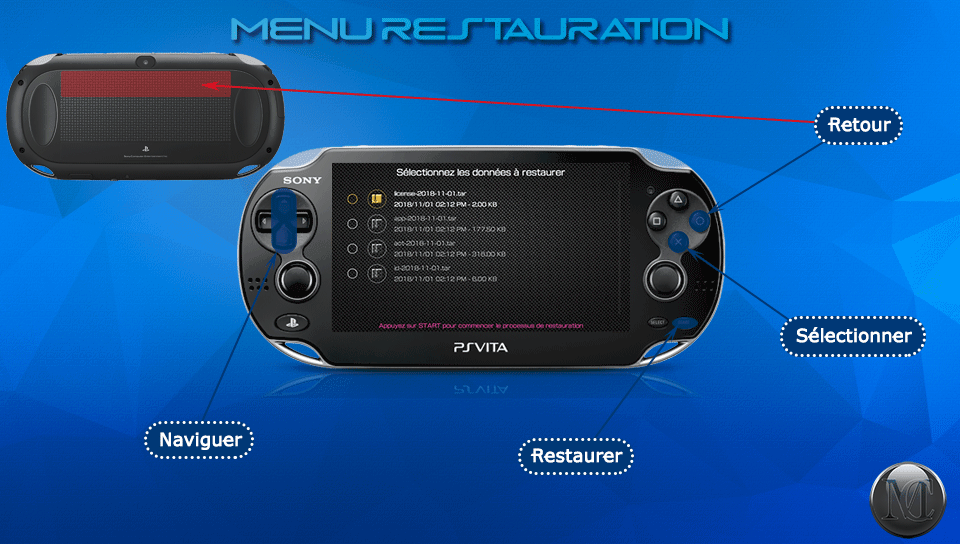 MENU RESTAURATION
Retour
SONY
Sélectionnez les données à restaurer
license-2018-11-01.tar
2018/11/01 02:12 PM - 2.00 KB
app-2018-11-01.tar
2018/11/01 02:12 PM - 177.50 KB
act-2018-11-01.tar
2018/11/01 02:12 PM - 316.00 KB
id-2018-11-01.tar
2018/11/01 02:12 PM - 6.00 KB
Appuyez sur START pour commencer le processus de restauration
SELECT
PSVITA
Sélectionner
Naviguer
Restaurer